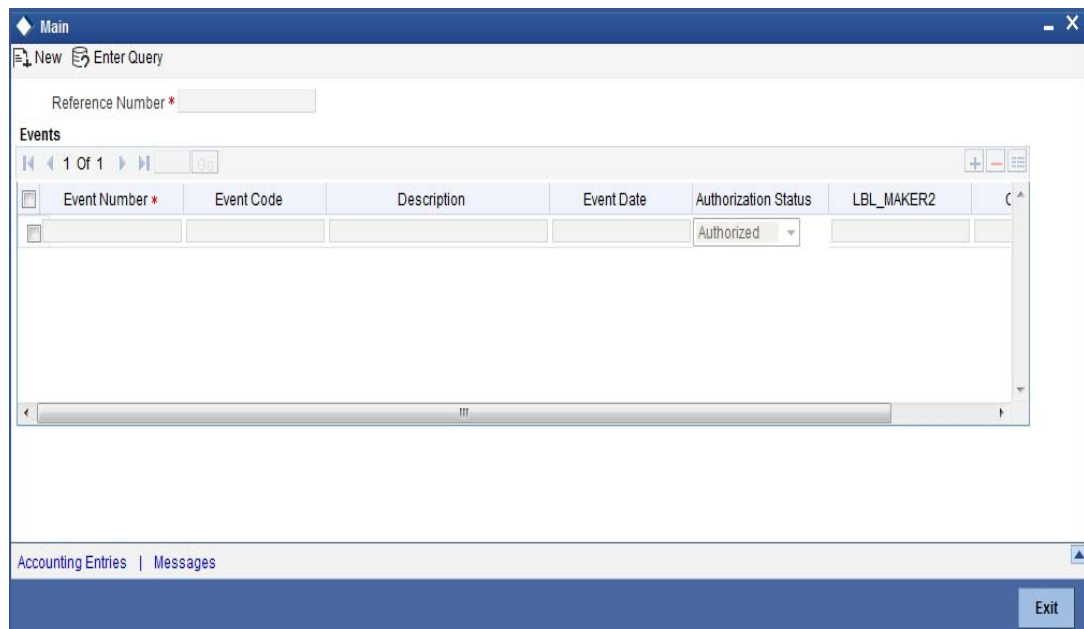 Main
New Enter Query
Reference Number *
Events
1 Of 1 Go
Event Number * Event Code Description Event Date Authorization Status LBL_MAKER2
Authorized
Accounting Entries | Messages
Exit